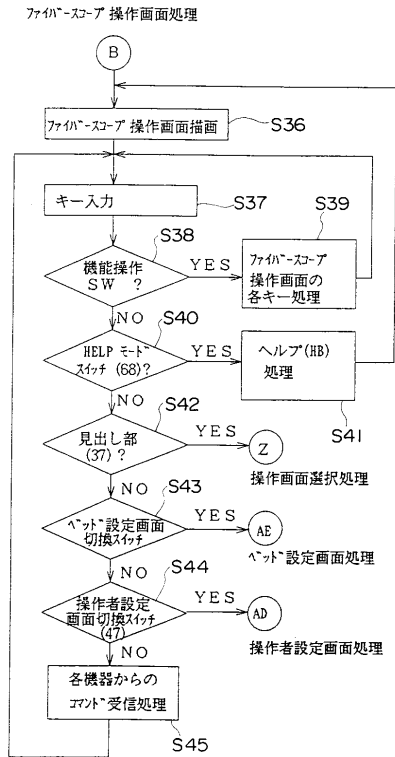 ファイバースコープ操作画面処理
B
ファイバースコープ操作画面描画
S36
キー入力
S37
S38
機能操作
SW ?
YES
S39
ファイバースコープ
操作画面の
各キー処理
NO
S40
HELP モード
スイッチ(68)?
YES
ヘルプ(HB)
処理
S41
NO
S42
見出し部
(37) ?
YES
Z
操作画面選択処理
NO
S43
ベッド設定画面
切換スイッチ
YES
AE
ベッド設定画面処理
NO
S44
操作者設定
画面切換スイッチ
(47)
YES
AD
操作者設定画面処理
NO
各機器からの
コマンド受信処理
S45